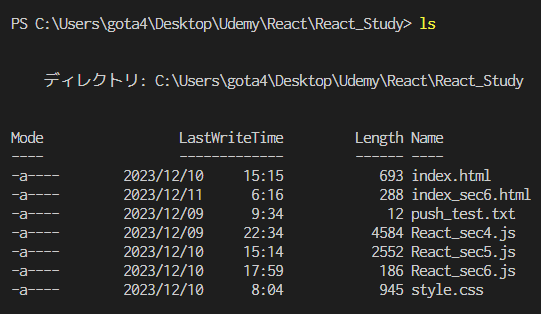 PS C:\Users\gota4\Desktop\Udemy\React\React_Study> ls
ディレクトリ: C:\Users\gota4\Desktop\Udemy\React\React_Study
Mode LastWriteTime Length Name
---- ------------- ------ ----
-a---- 2023/12/10 15:15 693 index.html
-a---- 2023/12/11 6:16 288 index_sec6.html
-a---- 2023/12/09 9:34 12 push_test.txt
-a---- 2023/12/09 22:34 4584 React_sec4.js
-a---- 2023/12/10 15:14 2552 React_sec5.js
-a---- 2023/12/10 17:59 186 React_sec6.js
-a---- 2023/12/10 8:04 945 style.css